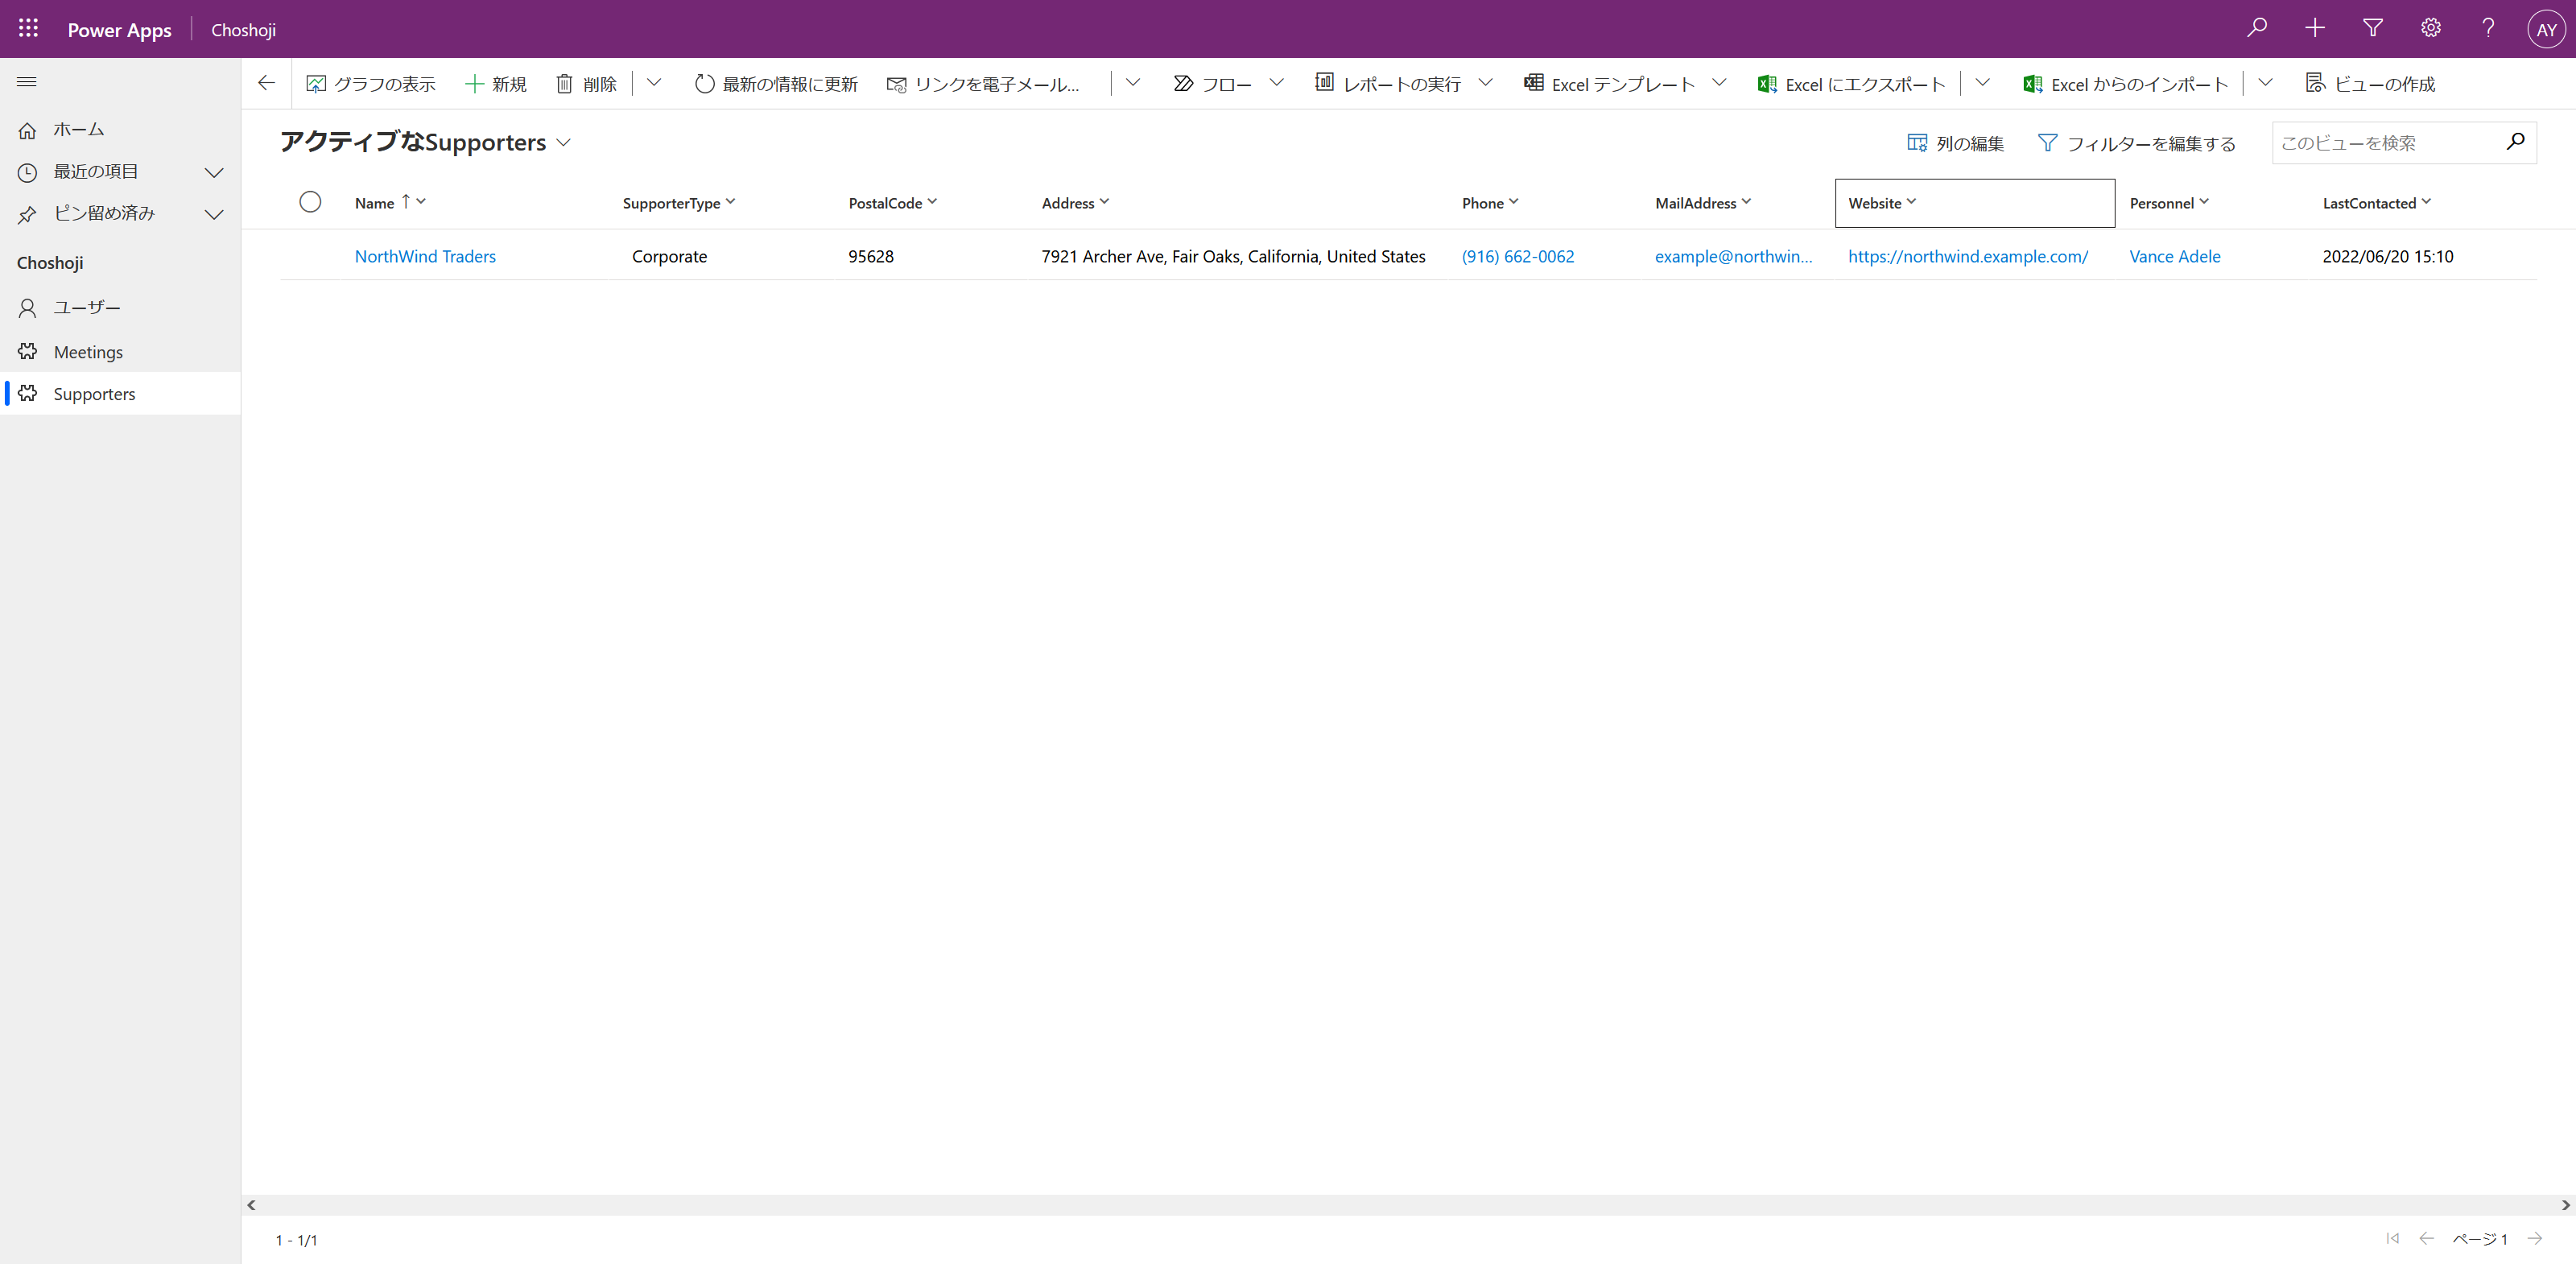 Power Apps
Choshoji
AY
グラフの表示
新規
削除
最新の情報に更新
リンクを電子メール...
フロー
レポートの実行
Excel テンプレート
Excel にエクスポート
Excel からのインポート
ビューの作成
ホーム
最近の項目
ピン留め済み
Choshoji
ユーザー
Meetings
Supporters
アクティブなSupporters
列の編集
フィルターを編集する
このビューを検索
Name SupporterType PostalCode Address Phone MailAddress Website Personnel LastContacted
NorthWind Traders Corporate 95628 7921 Archer Ave, Fair Oaks, California, United States (916) 662-0062 example@northwin... https://northwind.example.com/ Vance Adele 2022/06/20 15:10
1 - 1/1
ページ 1